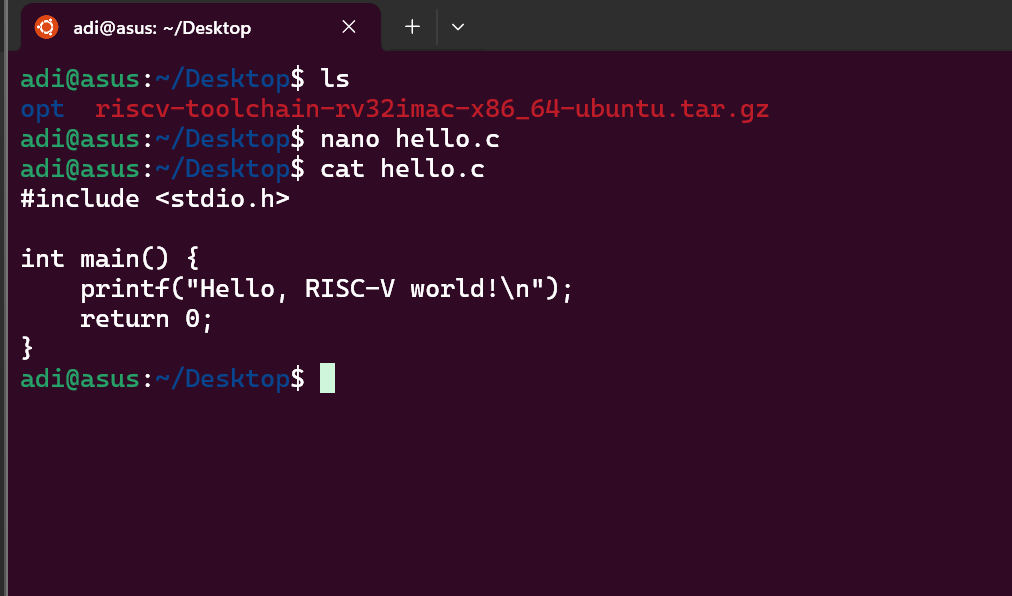 adi@asus: ~/Desktop
adi@asus:~/Desktop$ ls
opt  riscv-toolchain-rv32imac-x86_64-ubuntu.tar.gz
adi@asus:~/Desktop$ nano hello.c
adi@asus:~/Desktop$ cat hello.c
#include <stdio.h>

int main() {
    printf("Hello, RISC-V world!\n");
    return 0;
}
adi@asus:~/Desktop$